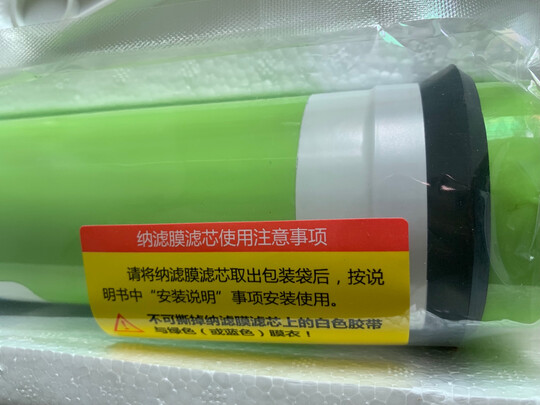 纳滤膜滤芯使用注意事项
请将纳滤膜滤芯取出包装袋后，按说
明书中“安装说明”事项安装使用。
不可撕掉纳滤膜滤芯上的白色胶带
与绿色（或蓝色）膜衣！